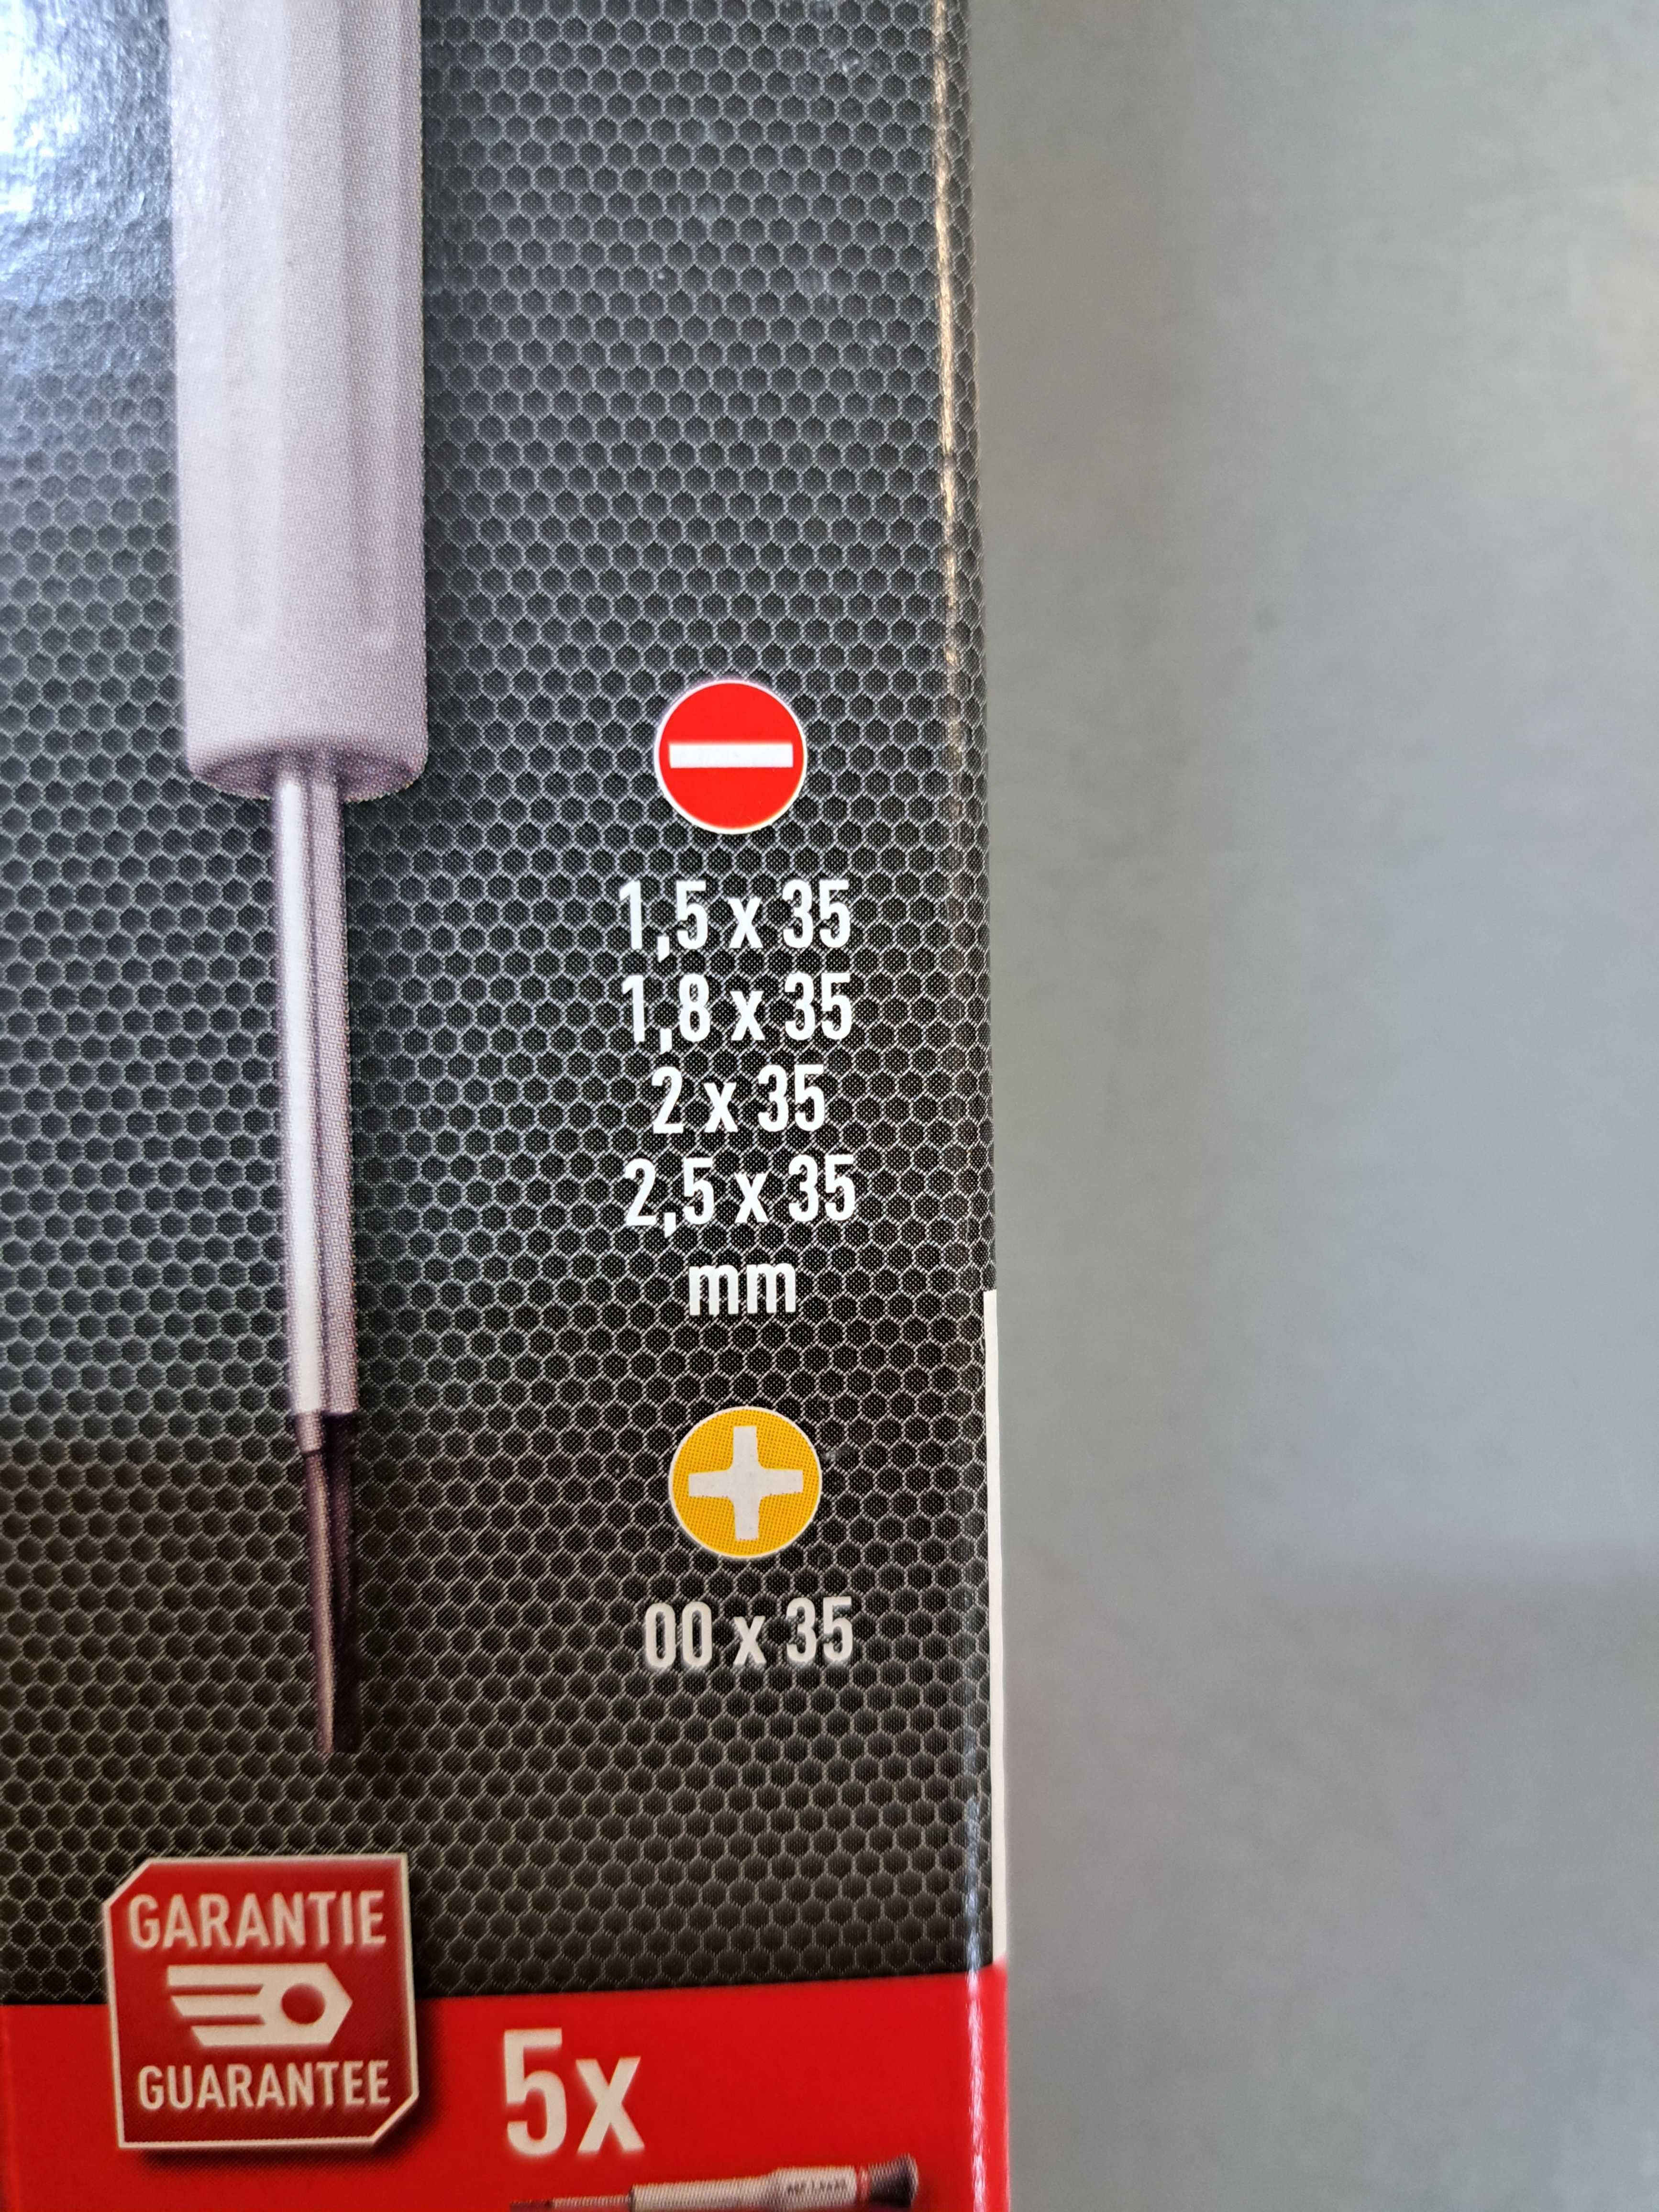 1,5 x 35
1,8 x 35
2 x 35
2,5 x 35
mm
00 x 35
GARANTIE
GUARANTEE
5x